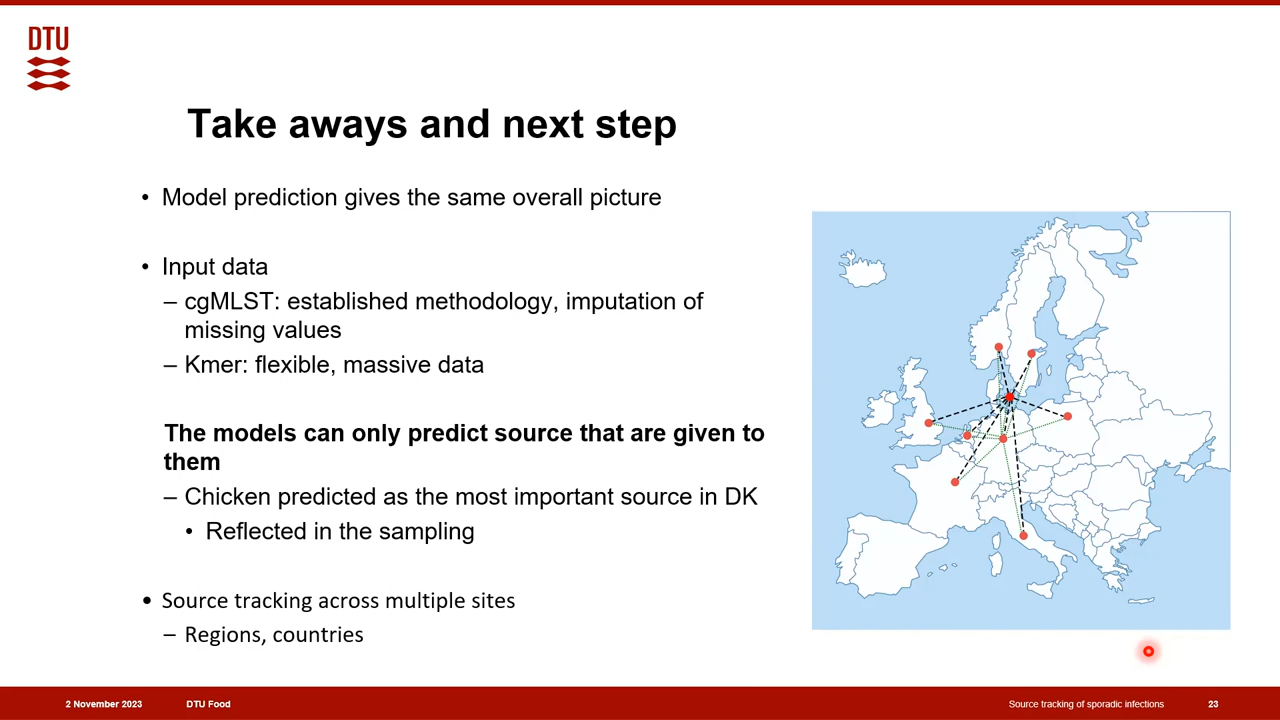 DTU
Take aways and next step
• Model prediction gives the same overall picture
• Input data
– cgMLST: established methodology, imputation of
missing values
– Kmer: flexible, massive data
The models can only predict source that are given to
them
– Chicken predicted as the most important source in DK
• Reflected in the sampling
• Source tracking across multiple sites
– Regions, countries
2 November 2023
DTU Food
Source tracking of sporadic infections
23